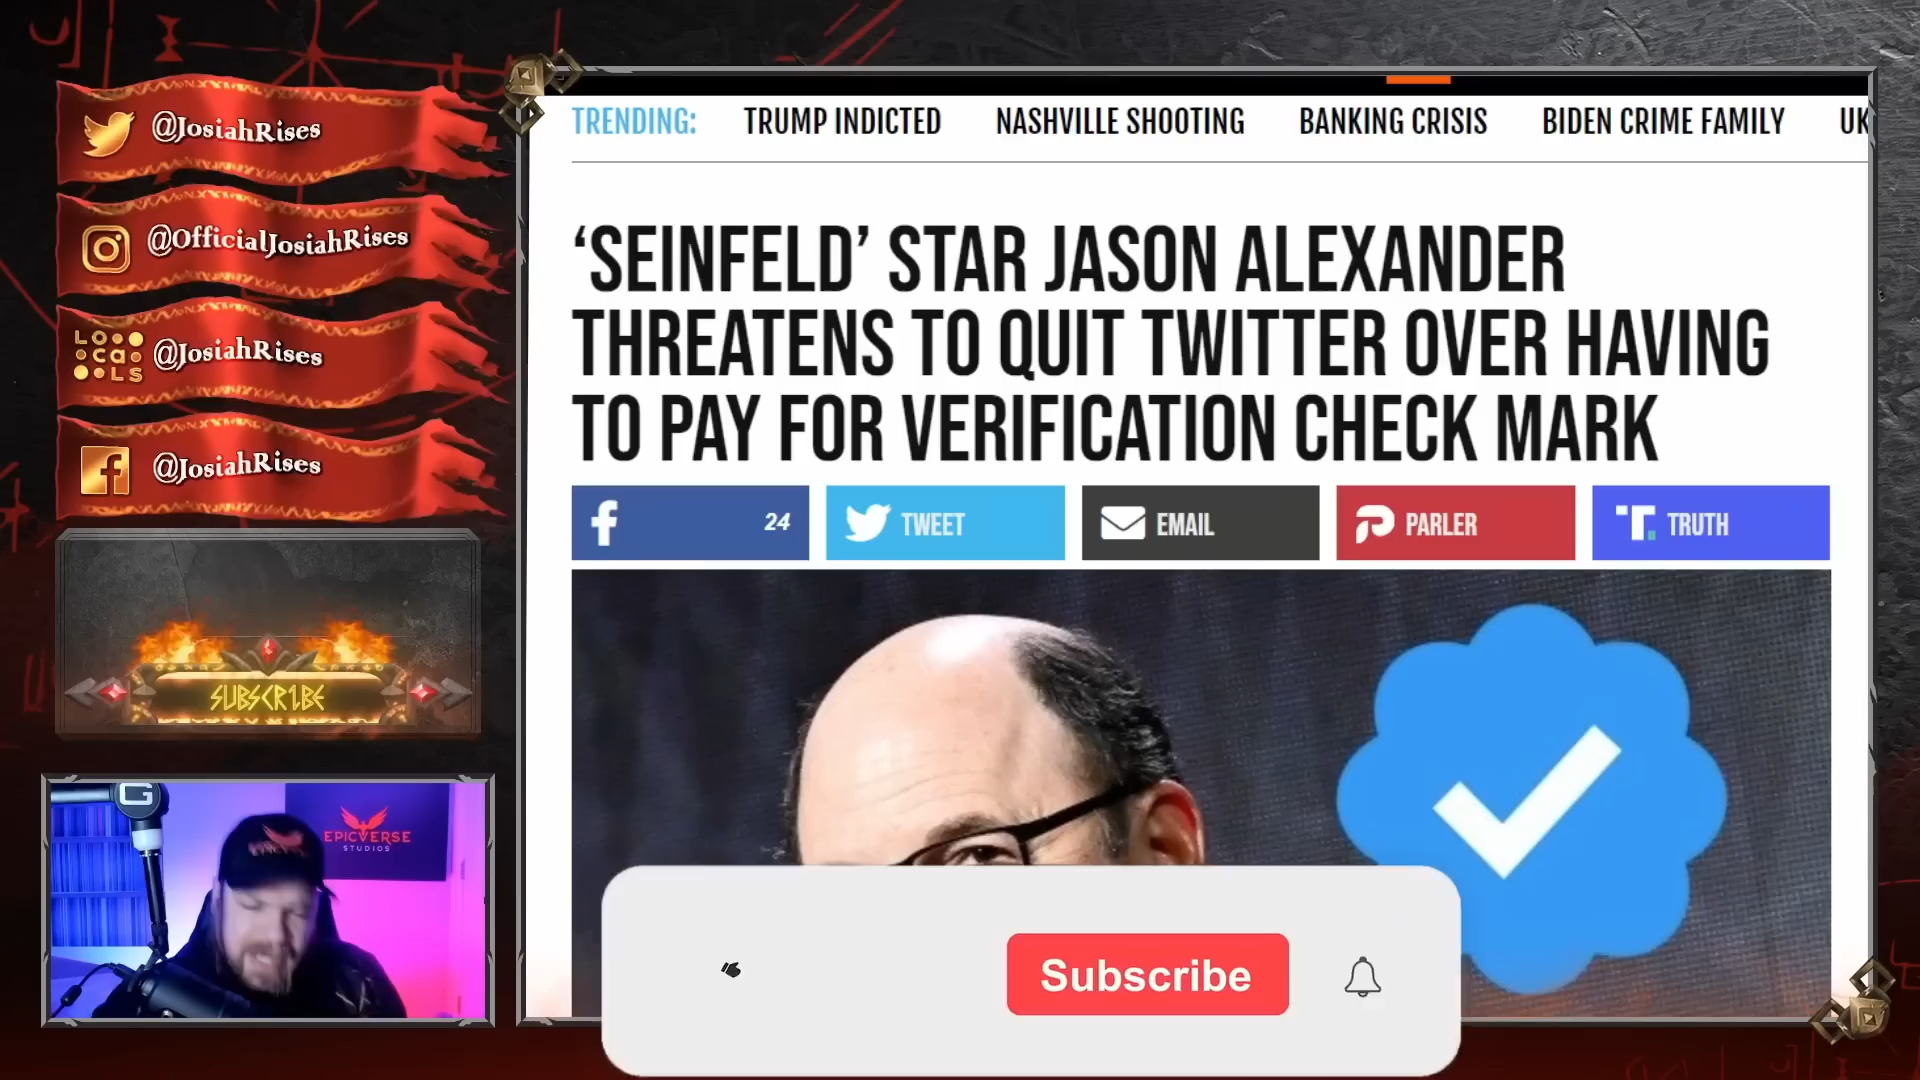 @JosiahRises
@OfficialJosiahRises
LOcaLS
@JosiahRises
@JosiahRises
SUBSCRIBE
G
EPICVERSE
STUDIOS
TRENDING: TRUMP INDICTED NASHVILLE SHOOTING BANKING CRISIS BIDEN CRIME FAMILY UK
‘SEINFELD’ STAR JASON ALEXANDER
THREATENS TO QUIT TWITTER OVER HAVING
TO PAY FOR VERIFICATION CHECK MARK
24 TWEET EMAIL PARLER TRUTH
Subscribe